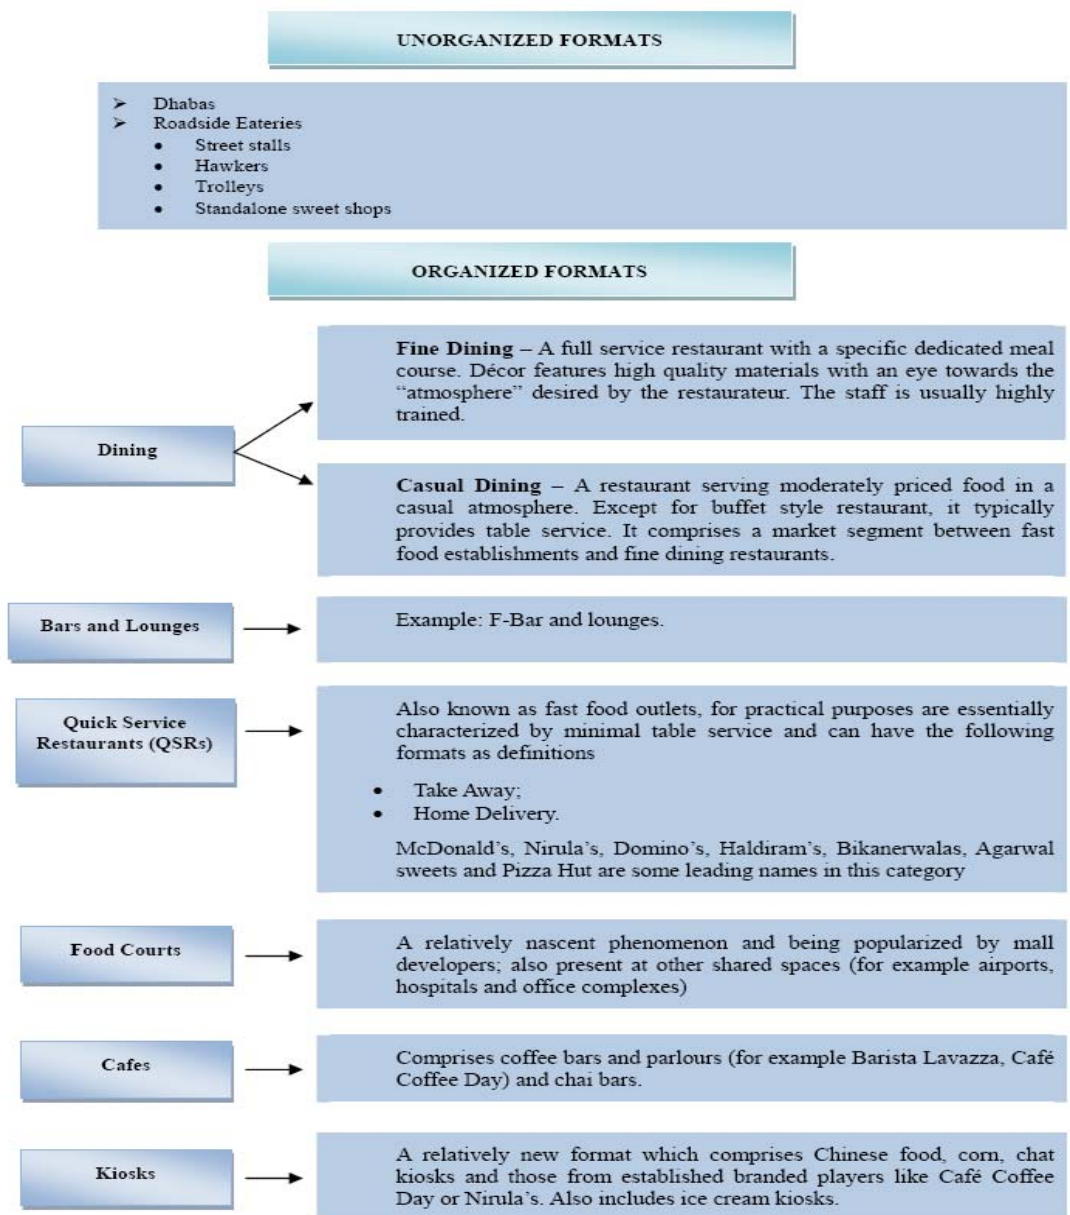 UNORGANIZED FORMATS
➢ Dhabas
➢ Roadside Eateries
• Street stalls
• Hawkers
• Trolleys
• Standalone sweet shops
ORGANIZED FORMATS
Dining
Fine Dining – A full service restaurant with a specific dedicated meal
course. Décor features high quality materials with an eye towards the
“atmosphere” desired by the restaurateur. The staff is usually highly
trained.
Casual Dining – A restaurant serving moderately priced food in a
casual atmosphere. Except for buffet style restaurant, it typically
provides table service. It comprises a market segment between fast
food establishments and fine dining restaurants.
Bars and Lounges
Example: F-Bar and lounges.
Quick Service
Restaurants (QSRs)
Also known as fast food outlets, for practical purposes are essentially
characterized by minimal table service and can have the following
formats as definitions
• Take Away;
• Home Delivery.
McDonald’s, Nirula’s, Domino’s, Haldiram’s, Bikanerwalas, Agarwal
sweets and Pizza Hut are some leading names in this category
Food Courts
A relatively nascent phenomenon and being popularized by mall
developers; also present at other shared spaces (for example airports,
hospitals and office complexes)
Cafes
Comprises coffee bars and parlours (for example Barista Lavazza, Café
Coffee Day) and chai bars.
Kiosks
A relatively new format which comprises Chinese food, corn, chat
kiosks and those from established branded players like Café Coffee
Day or Nirula’s. Also includes ice cream kiosks.